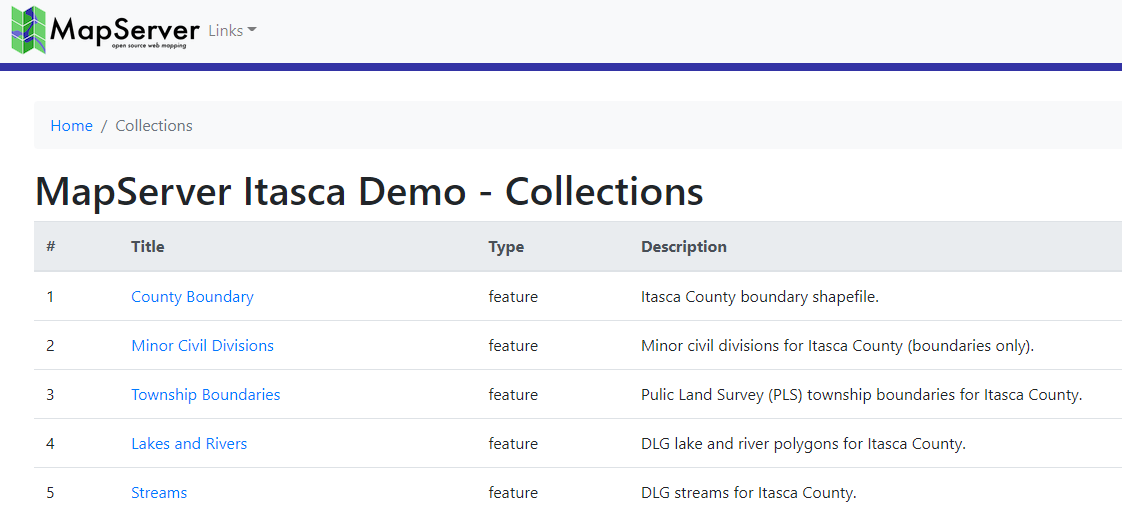 MapServer Links
open source web mapping
Home / Collections
MapServer Itasca Demo - Collections
# Title Type Description
1 County Boundary feature Itasca County boundary shapefile.
2 Minor Civil Divisions feature Minor civil divisions for Itasca County (boundaries only).
3 Township Boundaries feature Pulic Land Survey (PLS) township boundaries for Itasca County.
4 Lakes and Rivers feature DLG lake and river polygons for Itasca County.
5 Streams feature DLG streams for Itasca County.